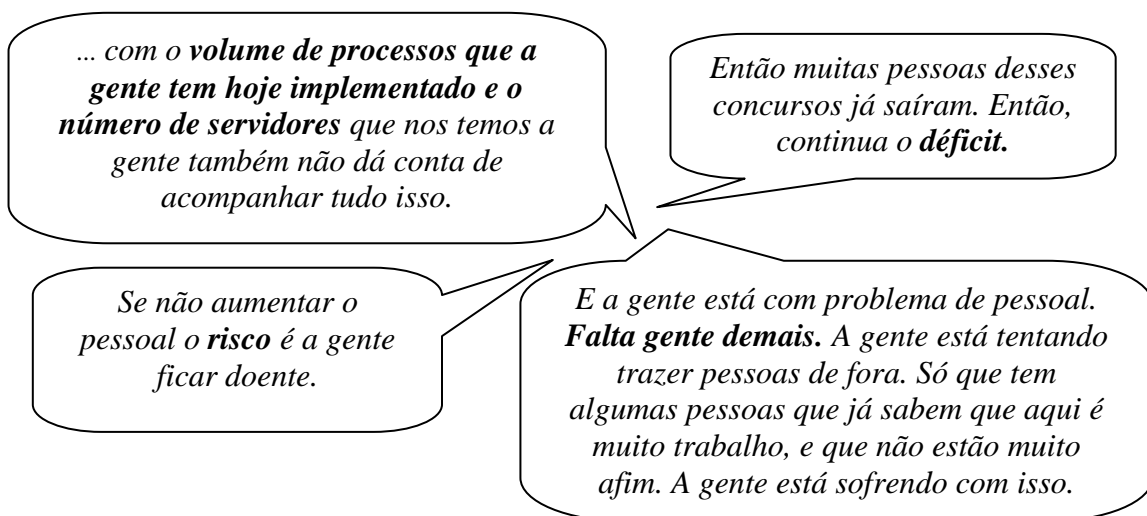 ... com o volume de processos que a
gente tem hoje implementado e o
número de servidores que nos temos a
gente também não dá conta de
acompanhar tudo isso.
Então muitas pessoas desses
concursos já saíram. Então,
continua o déficit.
Se não aumentar o
pessoal o risco é a gente
ficar doente.
E a gente está com problema de pessoal.
Falta gente demais. A gente está tentando
trazer pessoas de fora. Só que tem
algumas pessoas que já sabem que aqui é
muito trabalho, e que não estão muito
afim. A gente está sofrendo com isso.